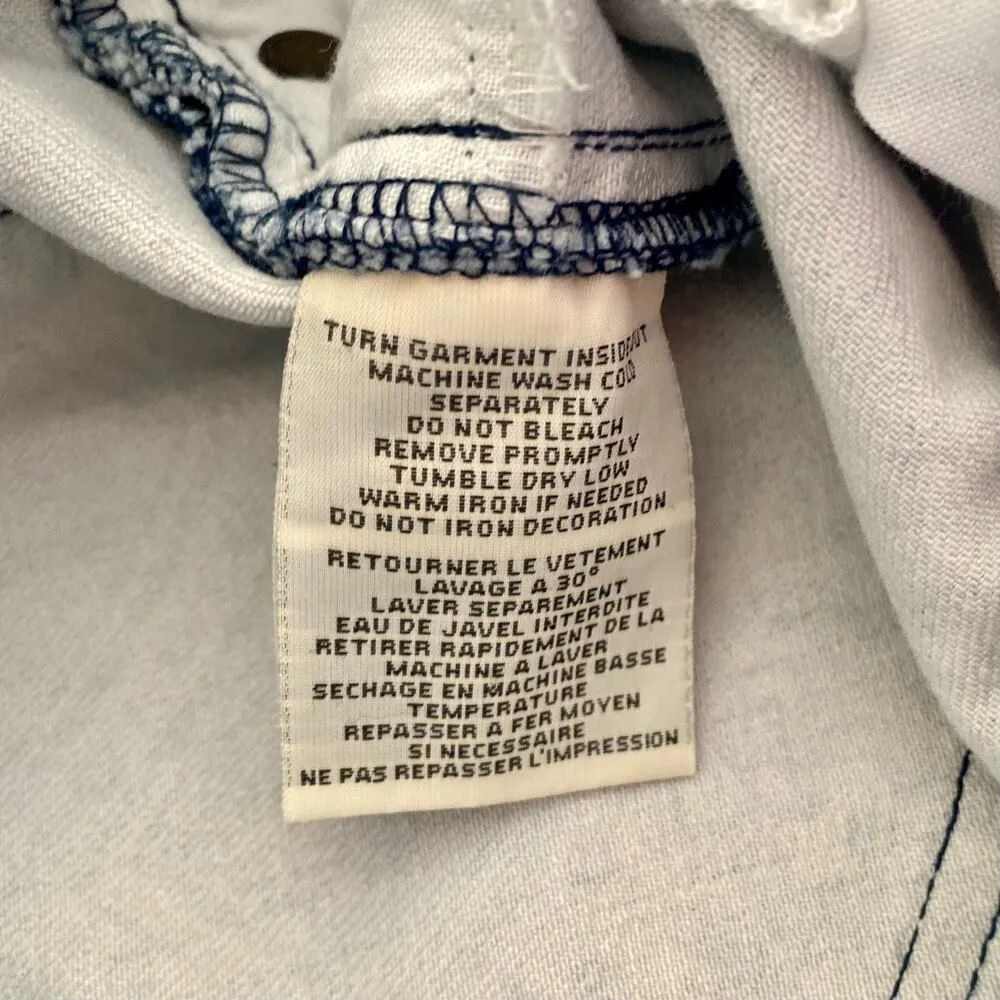 TURN GARMENT INSIDEOUT
MACHINE WASH COLD
SEPARATELY
DO NOT BLEACH
REMOVE PROMPTLY
TUMBLE DRY LOW
WARM IRON IF NEEDED
DO NOT IRON DECORATION
RETOURNER LE VETEMENT
LAVAGE A 30°
LAVER SEPAREMENT
EAU DE JAVEL INTERDITE
RETIRER RAPIDEMENT DE LA
MACHINE A LAVER
SECHAGE EN MACHINE BASSE
TEMPERATURE
REPASSER A FER MOYEN
SI NECESSAIRE
NE PAS REPASSER L'IMPRESSION